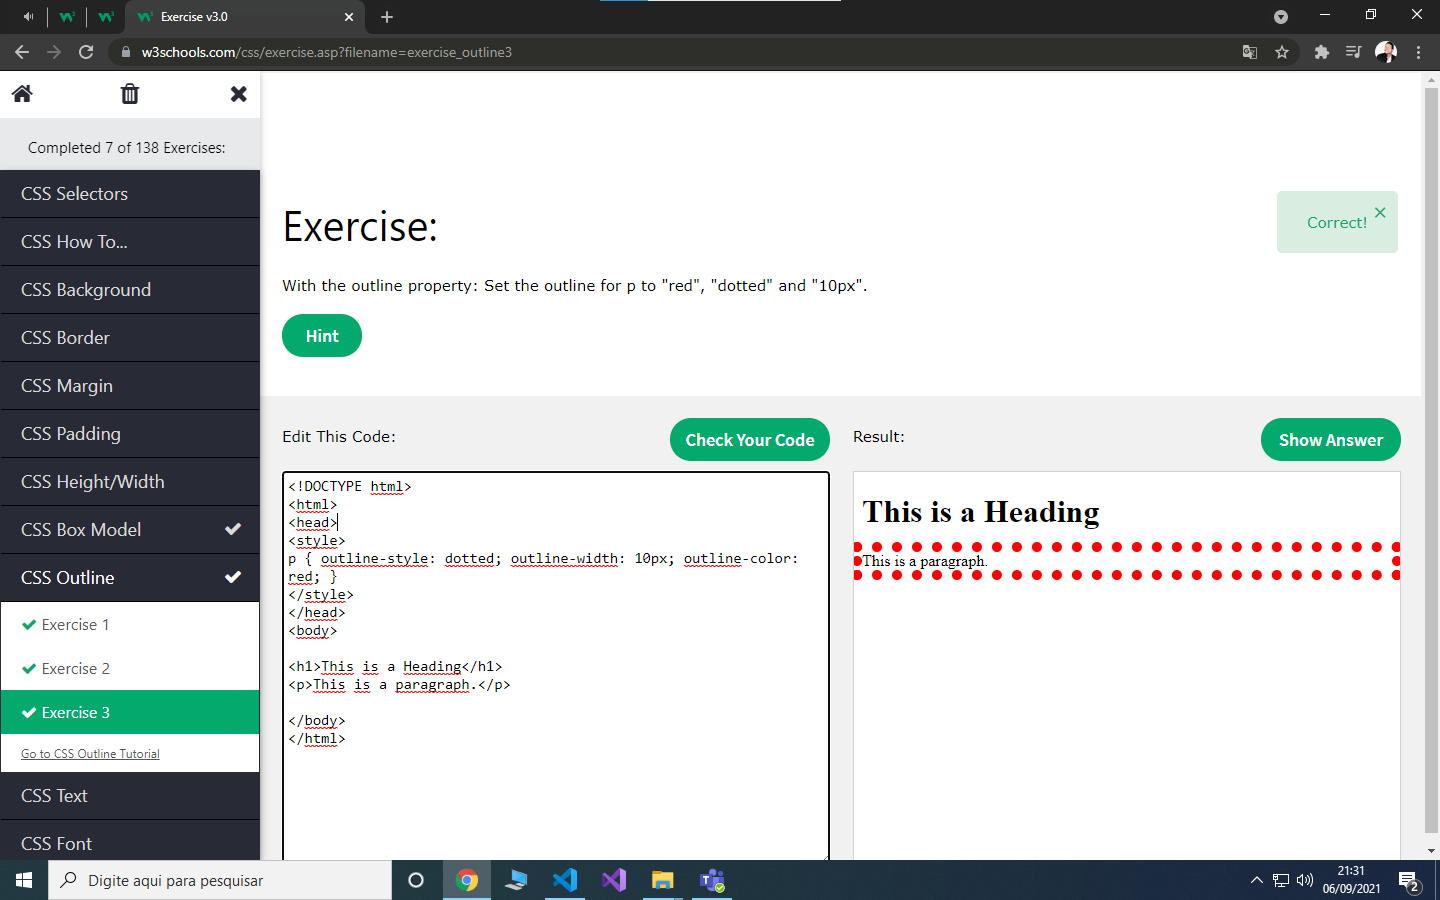 Exercise v3.0
w3schools.com/css/exercise.asp?filename=exercise_outline3
Completed 7 of 138 Exercises:
CSS Selectors
CSS How To...
CSS Background
CSS Border
CSS Margin
CSS Padding
CSS Height/Width
CSS Box Model
CSS Outline
Exercise 1
Exercise 2
Exercise 3
Go to CSS Outline Tutorial
CSS Text
CSS Font
Exercise:
Correct!
With the outline property: Set the outline for p to "red", "dotted" and "10px".
Hint
Edit This Code:
Check Your Code
<!DOCTYPE html>
<html>
<head>
<style>
p { outline-style: dotted; outline-width: 10px; outline-color:
red; }
</style>
</head>
<body>
<h1>This is a Heading</h1>
<p>This is a paragraph.</p>
</body>
</html>
Result:
Show Answer
This is a Heading
This is a paragraph.
Digite aqui para pesquisar
21:31
06/09/2021
2